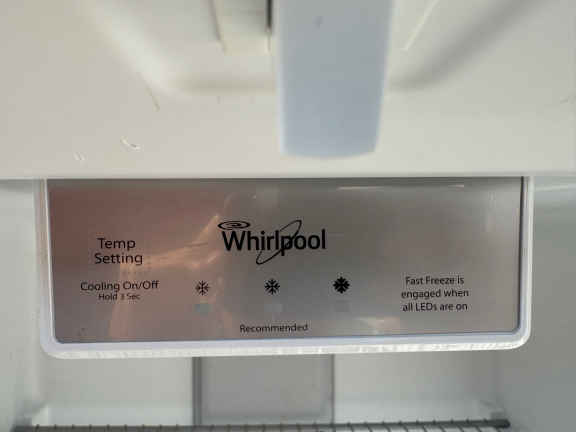 Whirlpool
Temp
Setting
Cooling On/Off
Hold 3 Sec
Recommended
Fast Freeze is
engaged when
all LEDs are on